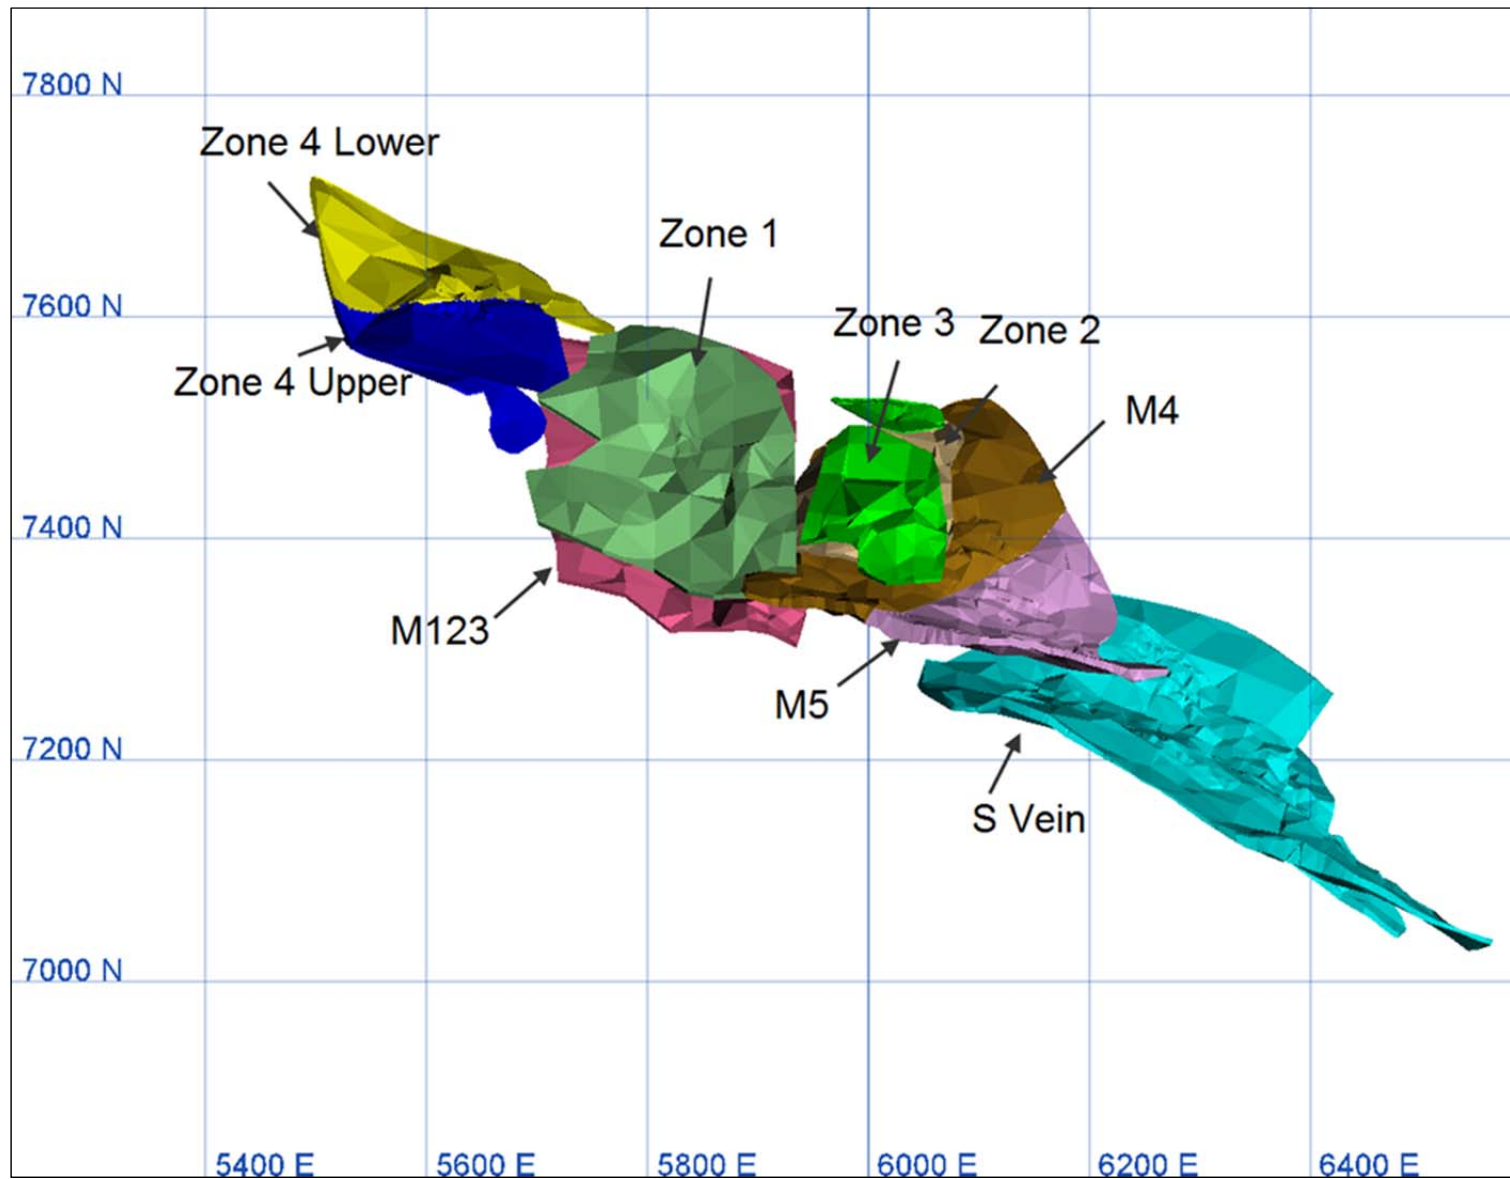 7800 N
Zone 4 Lower
Zone 1
7600 N
Zone 3
Zone 2
Zone 4 Upper
M4
7400 N
M123
M5
7200 N
S Vein
7000 N
5400 E
5600 E
5800 E
6000 E
6200 E
6400 E